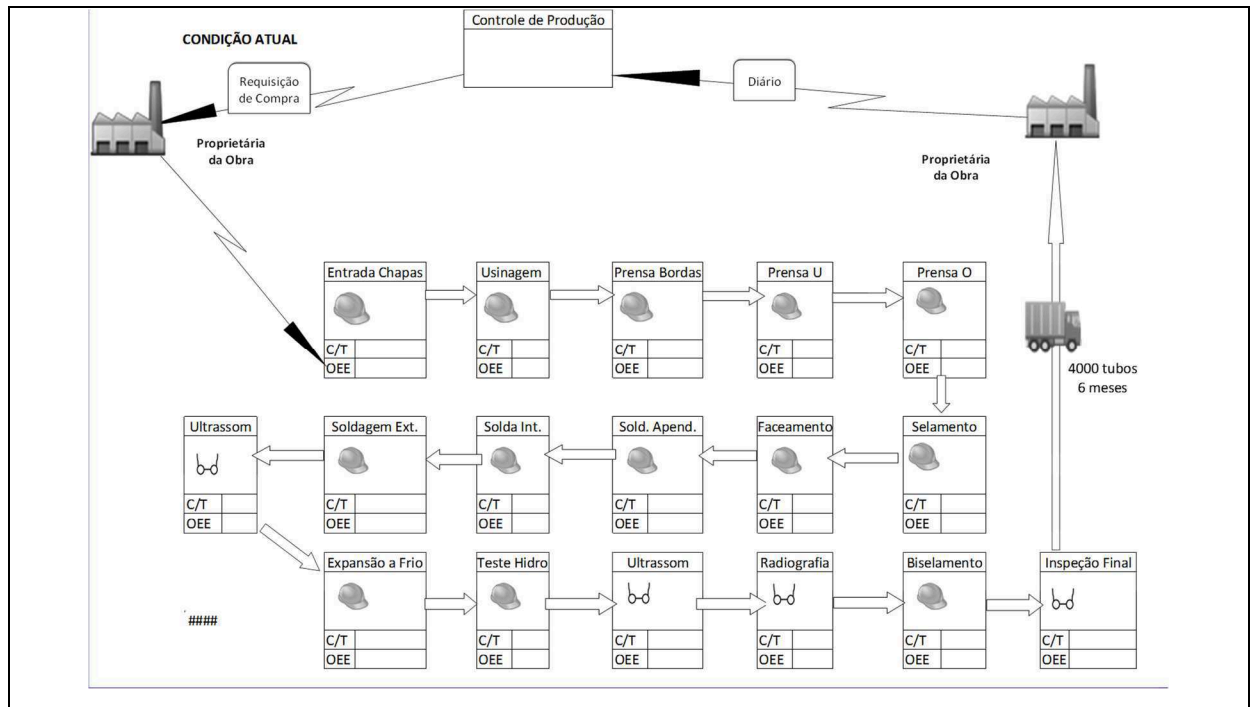 Controle de Produção
CONDIÇÃO ATUAL
Requisição
de Compra
Diário
Proprietária
da Obra
Proprietária
da Obra
Entrada Chapas
C/T
OEE
Usinagem
C/T
OEE
Prensa Bordas
C/T
OEE
Prensa U
C/T
OEE
Prensa O
C/T
OEE
4000 tubos
6 meses
Ultrassom
C/T
OEE
Soldagem Ext.
C/T
OEE
Solda Int.
C/T
OEE
Sold. Apend.
C/T
OEE
Faceamento
C/T
OEE
Selamento
C/T
OEE
####
Expansão a Frio
C/T
OEE
Teste Hidro
C/T
OEE
Ultrassom
C/T
OEE
Radiografia
C/T
OEE
Biselamento
C/T
OEE
Inspeção Final
C/T
OEE